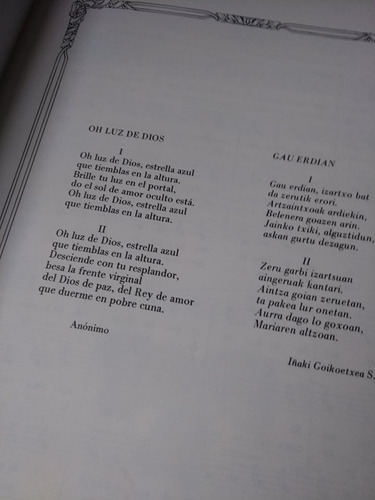 OH LUZ DE DIOS
I
Oh luz de Dios, estrella azul
que tiemblas en la altura.
Brille tu luz en el portal,
do el sol de amor oculto está.
Oh luz de Dios, estrella azul
que tiemblas en la altura.
II
Oh luz de Dios, estrella azul
que tiemblas en la altura.
Desciende con tu resplandor,
besa la frente virginal
del Dios de paz, del Rey de amor
que duerme en pobre cuna.
Anónimo
GAU ERDIAN
I
Gau erdian, izartxo bat
da zerutik erori.
Artzaintxoak ardiekin,
Belenera goazen arin.
Jainko txiki, alguztidun,
askan gurtu dezagun.
II
Zeru garbi izartsuan
aingeruak kantari.
Aintza goian zeruetan,
ta pakea lur onetan.
Aurra dago lo goxoan,
Mariaren altzoan.
Iñaki Goikoetxea S.